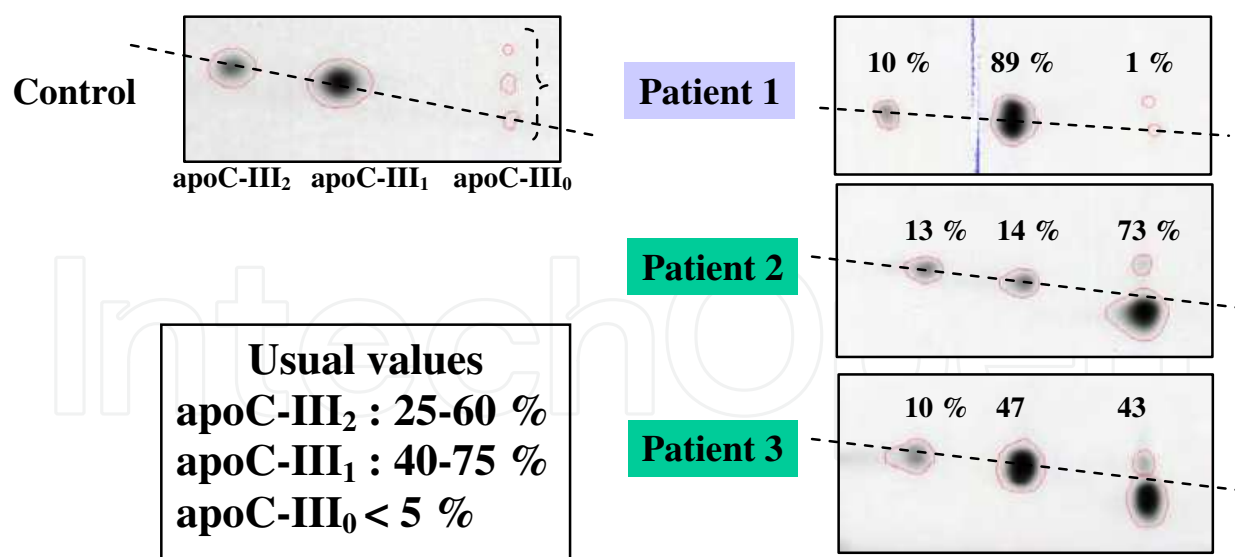 Control
apoC-III₂ apoC-III₁ apoC-III₀
Patient 1
10 % 89 % 1 %
Patient 2
13 % 14 % 73 %
Patient 3
10 % 47 43
Usual values
apoC-III₂ : 25-60 %
apoC-III₁ : 40-75 %
apoC-III₀ < 5 %
IntechOpen